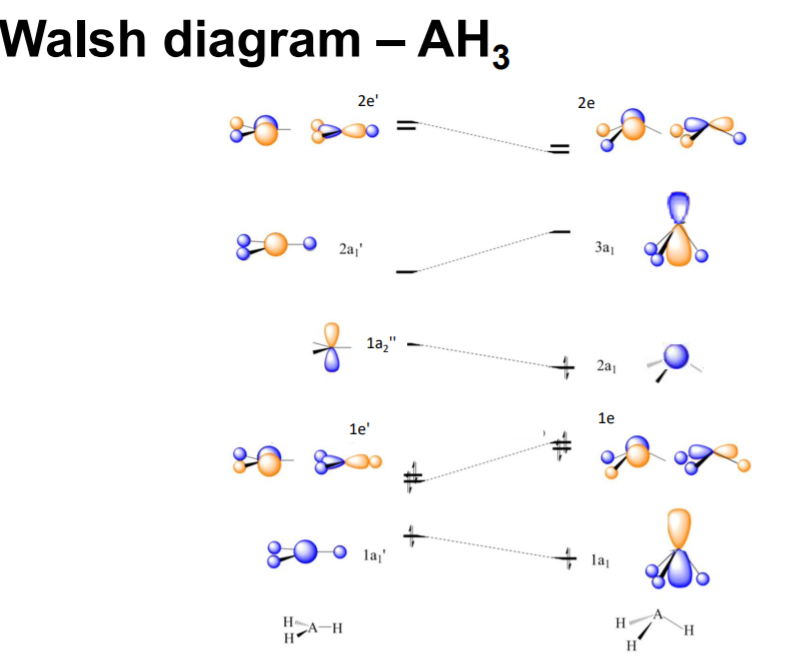 Walsh diagram – AH₃
2e' 2e
2a₁' 3a₁
1a₂" 2a₁
1e' 1e
1a₁' 1a₁
H A H
H A–H H
H H